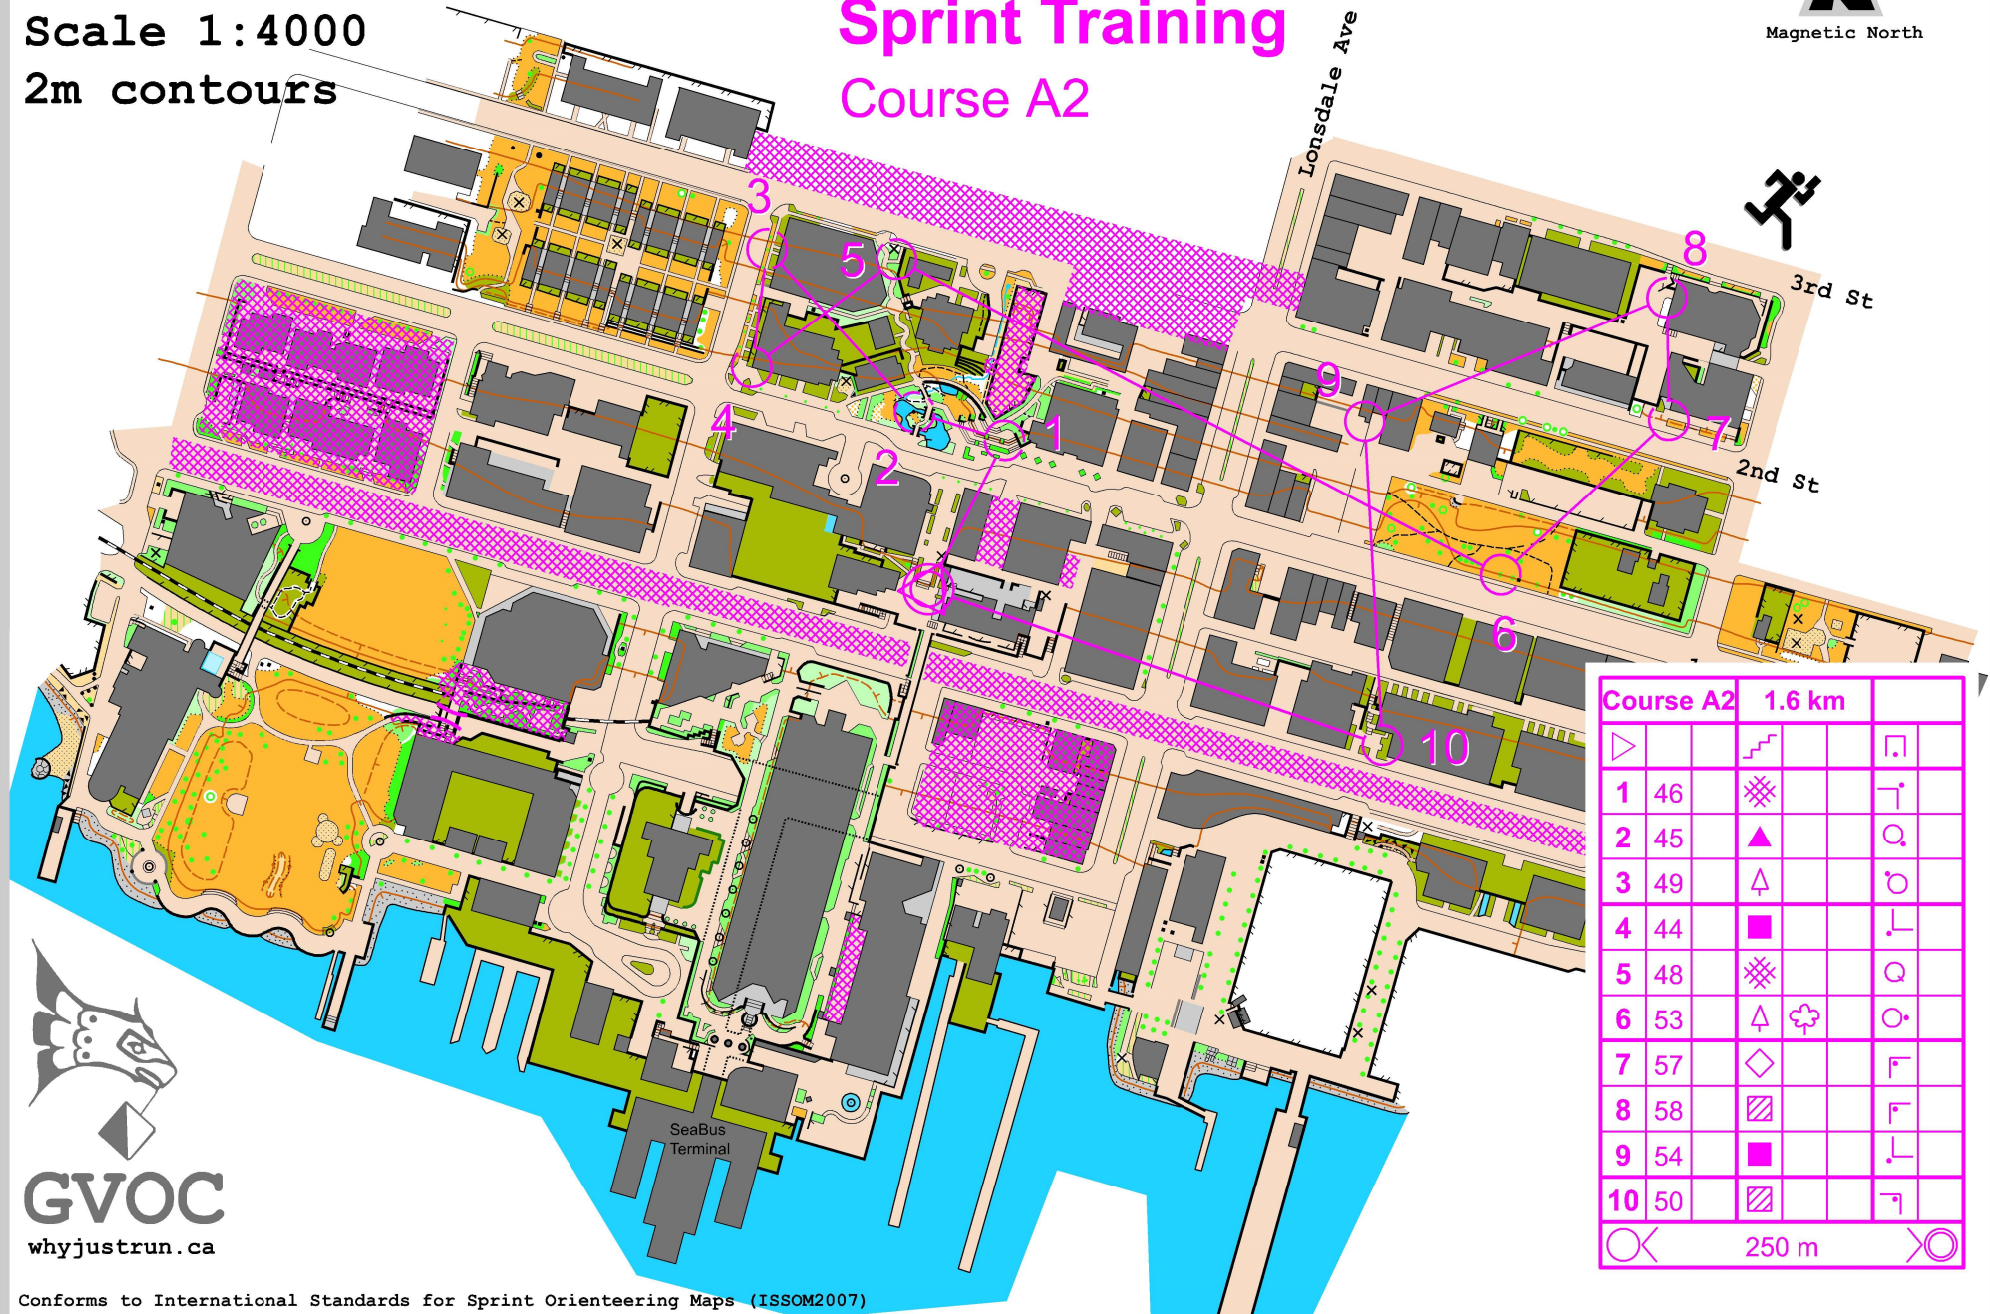 Scale 1:4000
2m contours
Sprint Training
Course A2
Magnetic North
Lonsdale Ave
3rd St
2nd St
3
5
8
9
4
1
7
2
6
10
Course A2 1.6 km
1 46
2 45
3 49
4 44
5 48
6 53
7 57
8 58
9 54
10 50
250 m
SeaBus
Terminal
GVOC
whyjustrun.ca
Conforms to International Standards for Sprint Orienteering Maps (ISSOM2007)